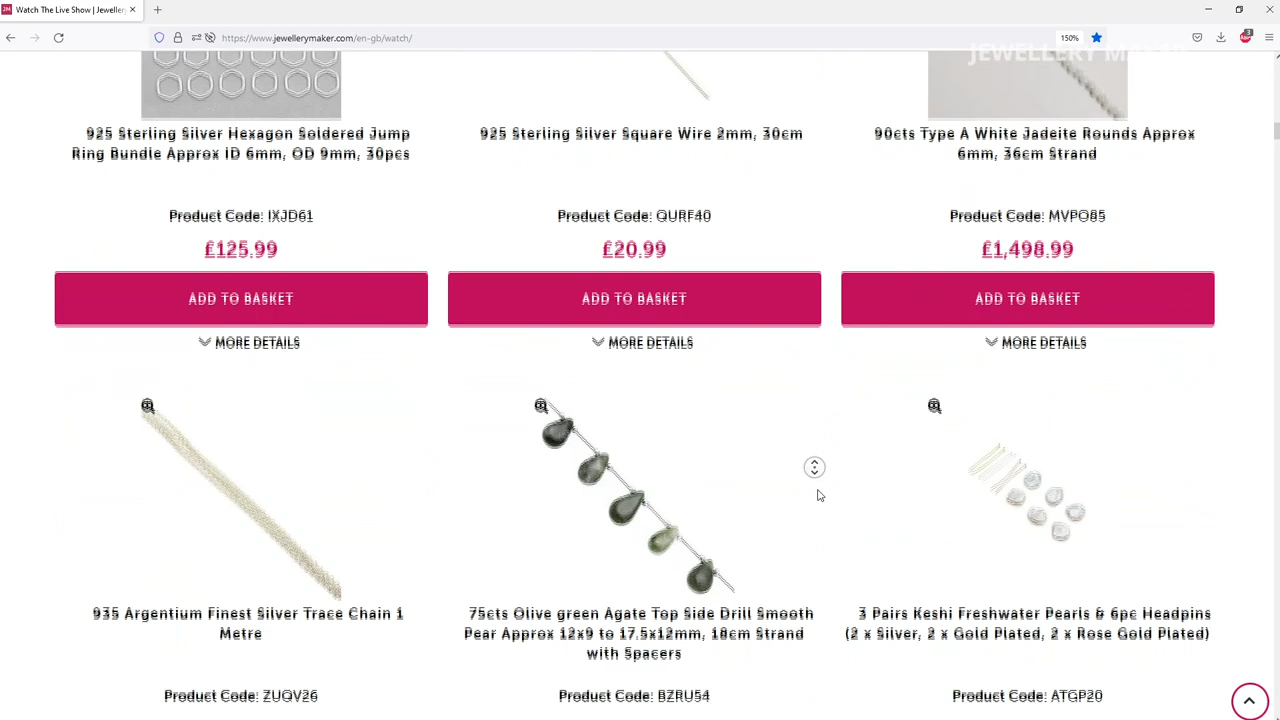 Watch The Live Show | Jeweller
https://www.jewellerymaker.com/en-gb/watch/
150%
JEWELLERY MAKER
925 Sterling Silver Hexagon Soldered Jump
Ring Bundle Approx ID 6mm, OD 9mm, 30pcs
Product Code: IXJD61
£125.99
ADD TO BASKET
MORE DETAILS
925 Sterling Silver Square Wire 2mm, 30cm
Product Code: QURF40
£20.99
ADD TO BASKET
MORE DETAILS
90cts Type A White Jadeite Rounds Approx
6mm, 36cm Strand
Product Code: MVPO85
£1,498.99
ADD TO BASKET
MORE DETAILS
935 Argentium Finest Silver Trace Chain 1
Metre
Product Code: ZUQV26
75cts Olive green Agate Top Side Drill Smooth
Pear Approx 12x9 to 17.5x12mm, 18cm Strand
with Spacers
Product Code: BZRU54
3 Pairs Keshi Freshwater Pearls & 6pc Headpins
(2 x Silver, 2 x Gold Plated, 2 x Rose Gold Plated)
Product Code: ATGP20